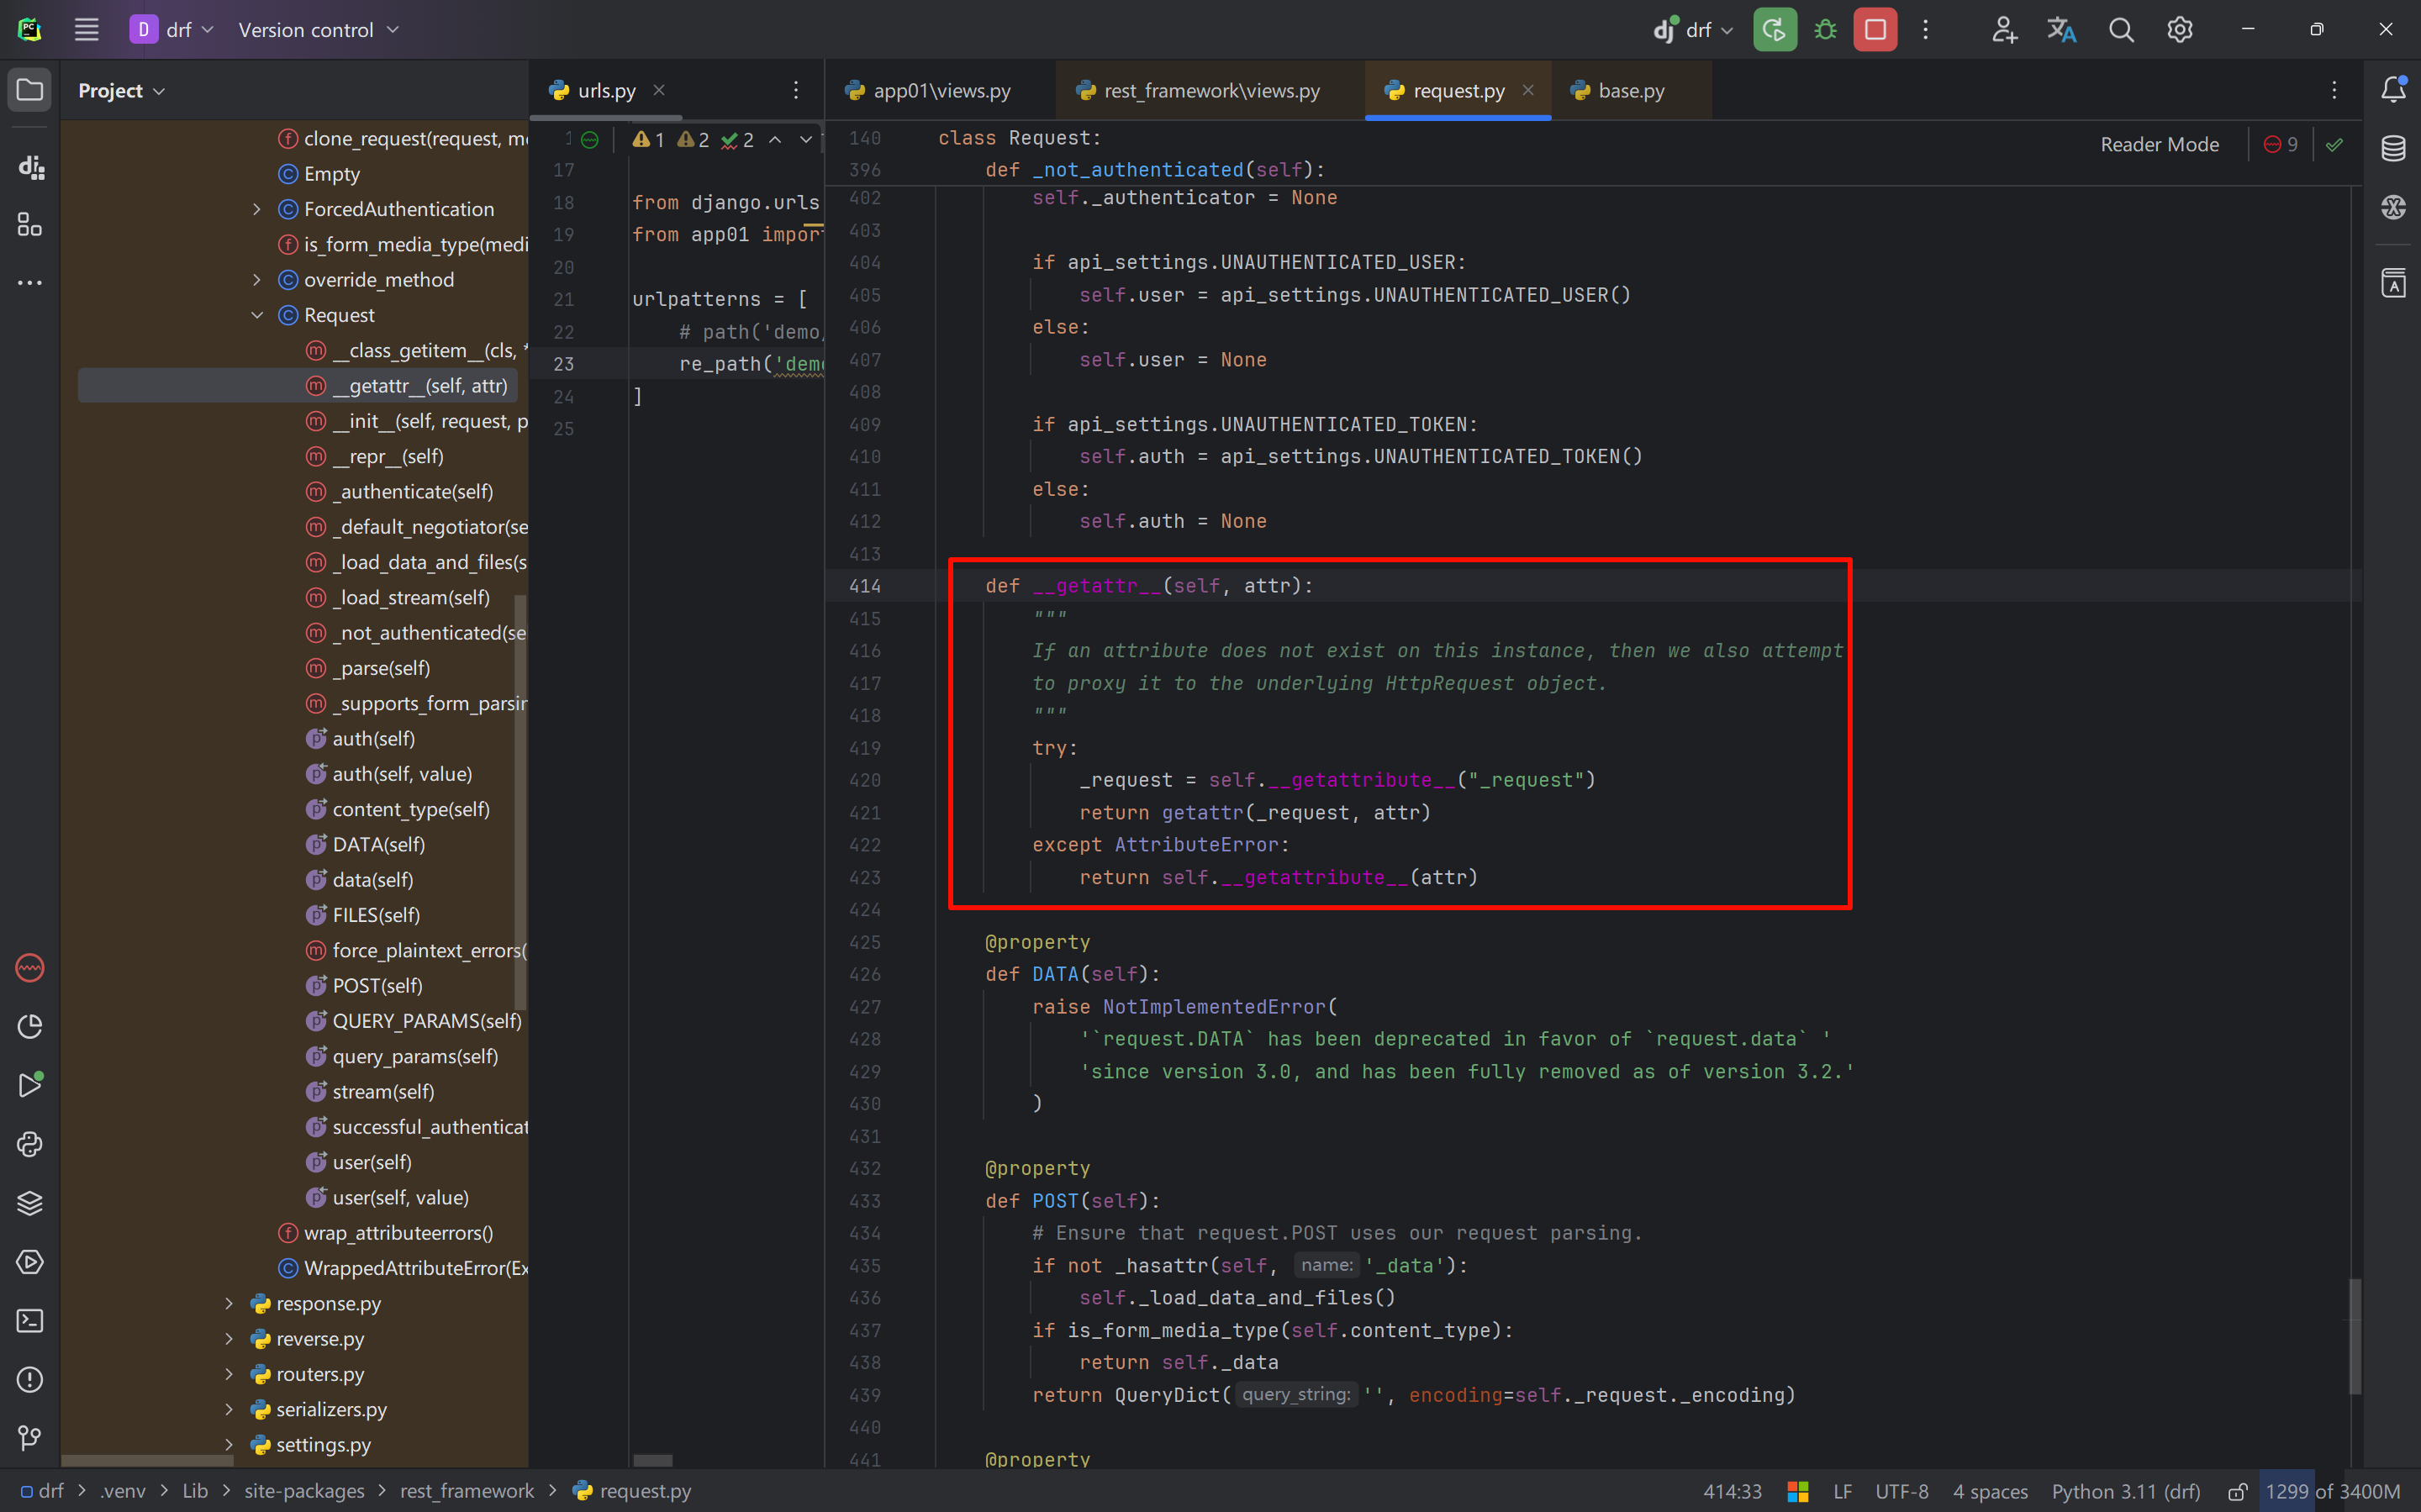 D drf Version control
drf
Project
urls.py
app01\views.py
rest_framework\views.py
request.py
base.py
clone_request(request, me
Empty
ForcedAuthentication
is_form_media_type(medi
override_method
Request
__class_getitem__(cls, *
__getattr__(self, attr)
__init__(self, request, p
__repr__(self)
_authenticate(self)
_default_negotiator(se
_load_data_and_files(s
_load_stream(self)
_not_authenticated(se
_parse(self)
_supports_form_parsin
auth(self)
auth(self, value)
content_type(self)
DATA(self)
data(self)
FILES(self)
force_plaintext_errors(
POST(self)
QUERY_PARAMS(self)
query_params(self)
stream(self)
successful_authenticat
user(self)
user(self, value)
wrap_attributeerrors()
WrappedAttributeError(Ex
response.py
reverse.py
routers.py
serializers.py
settings.py
1 1 2 2
17
18 from django.urls
19 from app01 import
20
21 urlpatterns = [
22 # path('demo/
23 re_path('demo
24 ]
25
Reader Mode 9
140 class Request:
396 def _not_authenticated(self):
402 self._authenticator = None
403
404 if api_settings.UNAUTHENTICATED_USER:
405 self.user = api_settings.UNAUTHENTICATED_USER()
406 else:
407 self.user = None
408
409 if api_settings.UNAUTHENTICATED_TOKEN:
410 self.auth = api_settings.UNAUTHENTICATED_TOKEN()
411 else:
412 self.auth = None
413
414 def __getattr__(self, attr):
415 """
416 If an attribute does not exist on this instance, then we also attempt
417 to proxy it to the underlying HttpRequest object.
418 """
419 try:
420 _request = self.__getattribute__("_request")
421 return getattr(_request, attr)
422 except AttributeError:
423 return self.__getattribute__(attr)
424
425 @property
426 def DATA(self):
427 raise NotImplementedError(
428 '`request.DATA` has been deprecated in favor of `request.data` '
429 'since version 3.0, and has been fully removed as of version 3.2.'
430 )
431
432 @property
433 def POST(self):
434 # Ensure that request.POST uses our request parsing.
435 if not _hasattr(self, name: '_data'):
436 self._load_data_and_files()
437 if is_form_media_type(self.content_type):
438 return self._data
439 return QueryDict( query_string: '', encoding=self._request._encoding)
440
441 @property
drf > .venv > Lib > site-packages > rest_framework > request.py
414:33 LF UTF-8 4 spaces Python 3.11 (drf) 1299 of 3400M